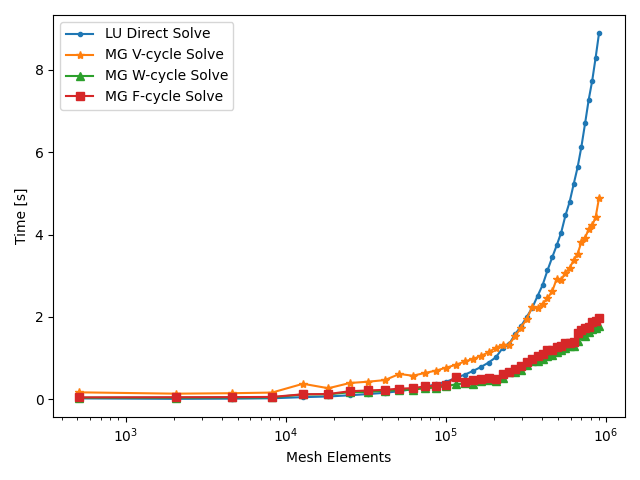 LU Direct Solve
MG V-cycle Solve
MG W-cycle Solve
MG F-cycle Solve
8
6
4
2
0
Time [s]
10³ 10⁴ 10⁵ 10⁶
Mesh Elements